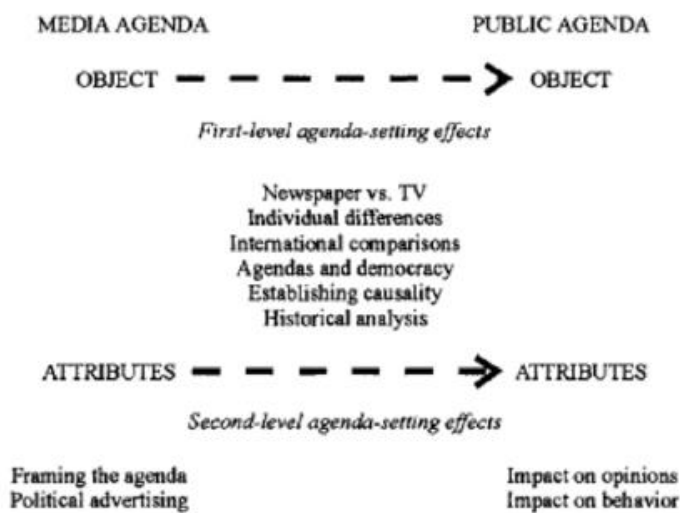 MEDIA AGENDA PUBLIC AGENDA
OBJECT OBJECT
First-level agenda-setting effects
Newspaper vs. TV
Individual differences
International comparisons
Agendas and democracy
Establishing causality
Historical analysis
ATTRIBUTES ATTRIBUTES
Second-level agenda-setting effects
Framing the agenda Impact on opinions
Political advertising Impact on behavior